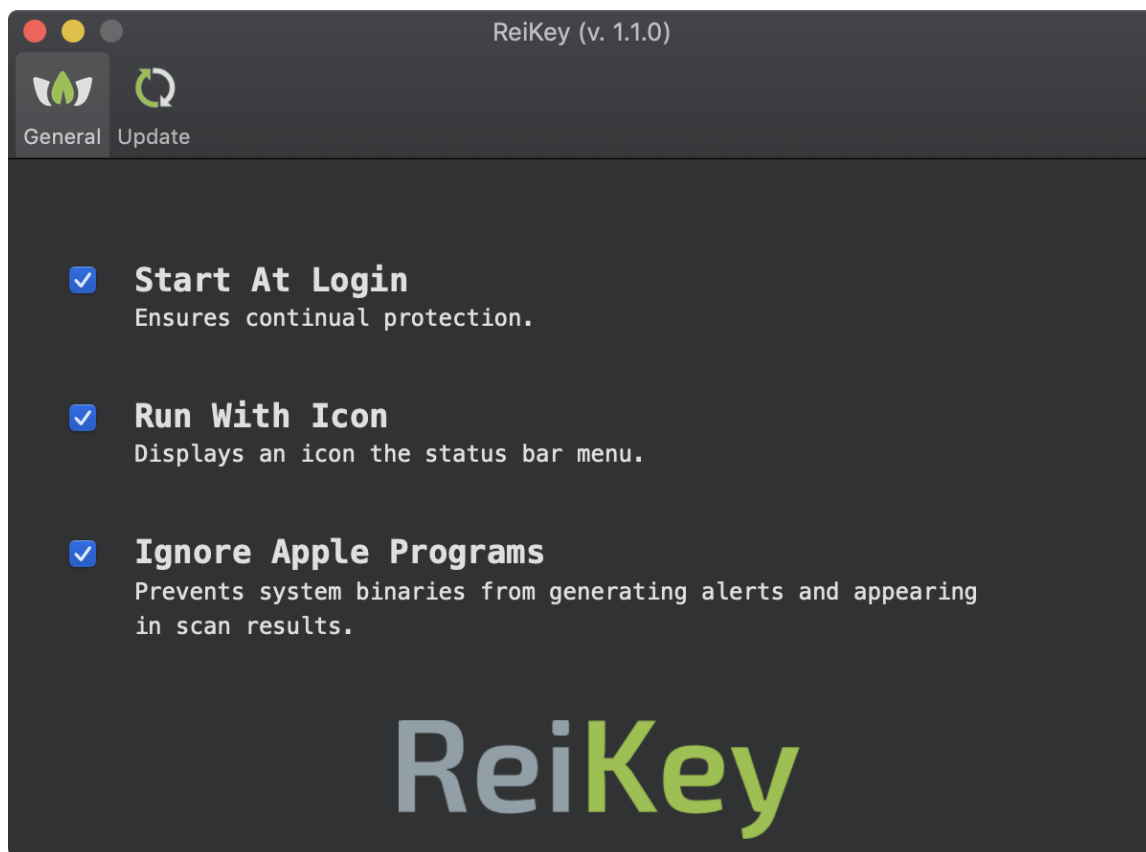 ReiKey (v. 1.1.0)
General Update
Start At Login
Ensures continual protection.
Run With Icon
Displays an icon the status bar menu.
Ignore Apple Programs
Prevents system binaries from generating alerts and appearing
in scan results.
ReiKey